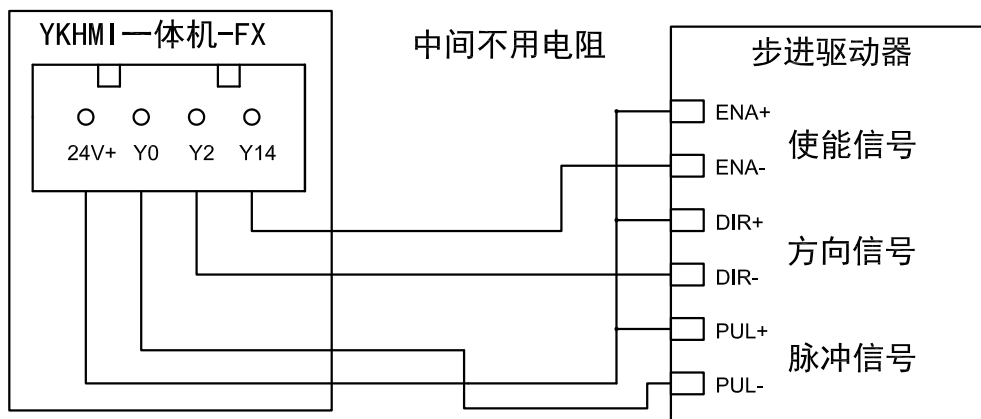 YKHMI一体机-FX
24V+ Y0 Y2 Y14
中间不用电阻
步进驱动器
ENA+
使能信号
ENA-
DIR+
方向信号
DIR-
PUL+
脉冲信号
PUL-